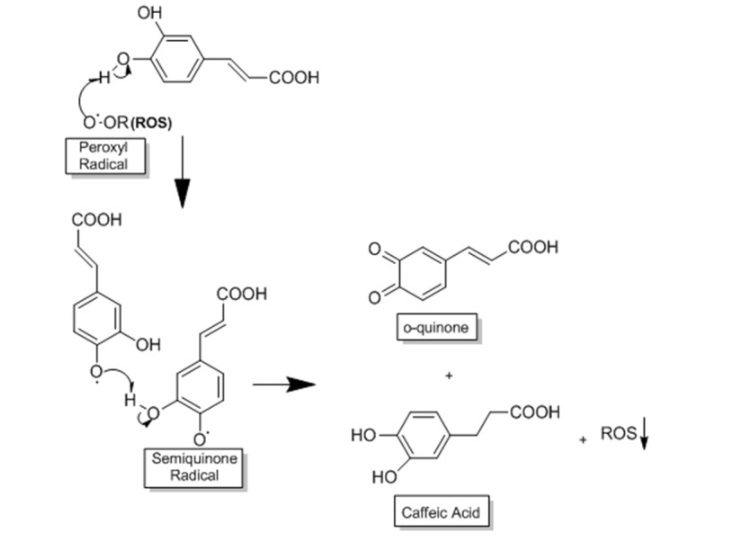 OH
O
H
COOH
O·-OR(ROS)
Peroxyl
Radical
COOH
OH
O·
COOH
H
O
O·
Semiquinone
Radical
O
O
COOH
o-quinone
+
COOH
HO
HO
+ ROS
Caffeic Acid